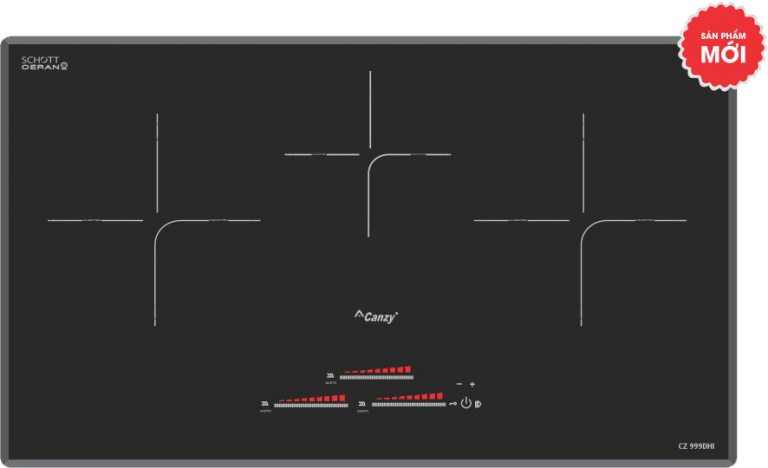 SẢN PHẨM
MỚI
SCHOTT
CERAN
Canzy
CZ 999DHI